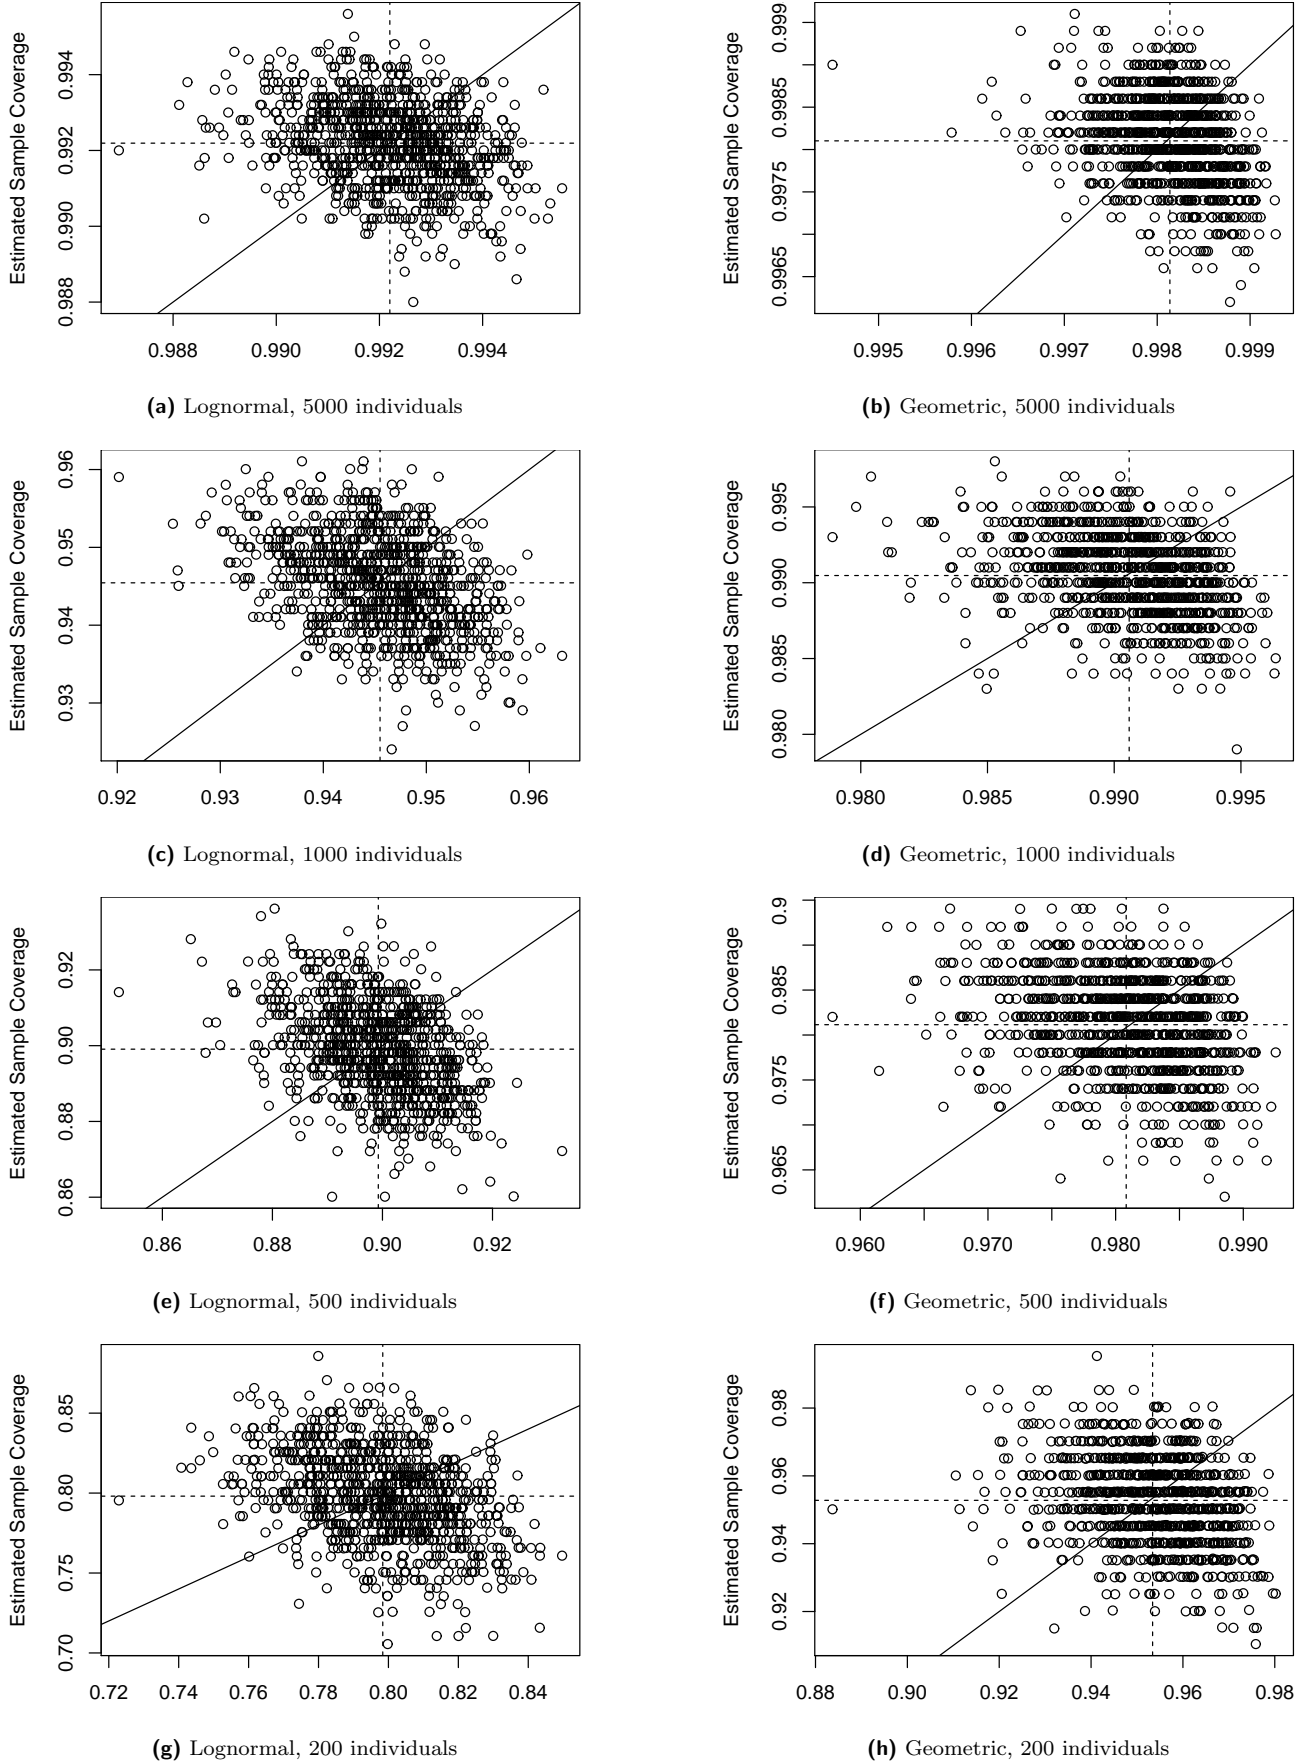 Estimated Sample Coverage
0.988 0.990 0.992 0.994
0.988 0.990 0.992 0.994
(a) Lognormal, 5000 individuals
Estimated Sample Coverage
0.9965 0.9975 0.985 0.999
0.995 0.996 0.997 0.998 0.999
(b) Geometric, 5000 individuals
Estimated Sample Coverage
0.93 0.94 0.95 0.96
0.92 0.93 0.94 0.95 0.96
(c) Lognormal, 1000 individuals
Estimated Sample Coverage
0.980 0.985 0.990 0.995
0.980 0.985 0.990 0.995
(d) Geometric, 1000 individuals
Estimated Sample Coverage
0.86 0.88 0.90 0.92
0.86 0.88 0.90 0.92
(e) Lognormal, 500 individuals
Estimated Sample Coverage
0.965 0.975 0.985 0.9
0.960 0.970 0.980 0.990
(f) Geometric, 500 individuals
Estimated Sample Coverage
0.70 0.75 0.80 0.85
0.72 0.74 0.76 0.78 0.80 0.82 0.84
(g) Lognormal, 200 individuals
Estimated Sample Coverage
0.92 0.94 0.96 0.98
0.88 0.90 0.92 0.94 0.96 0.98
(h) Geometric, 200 individuals